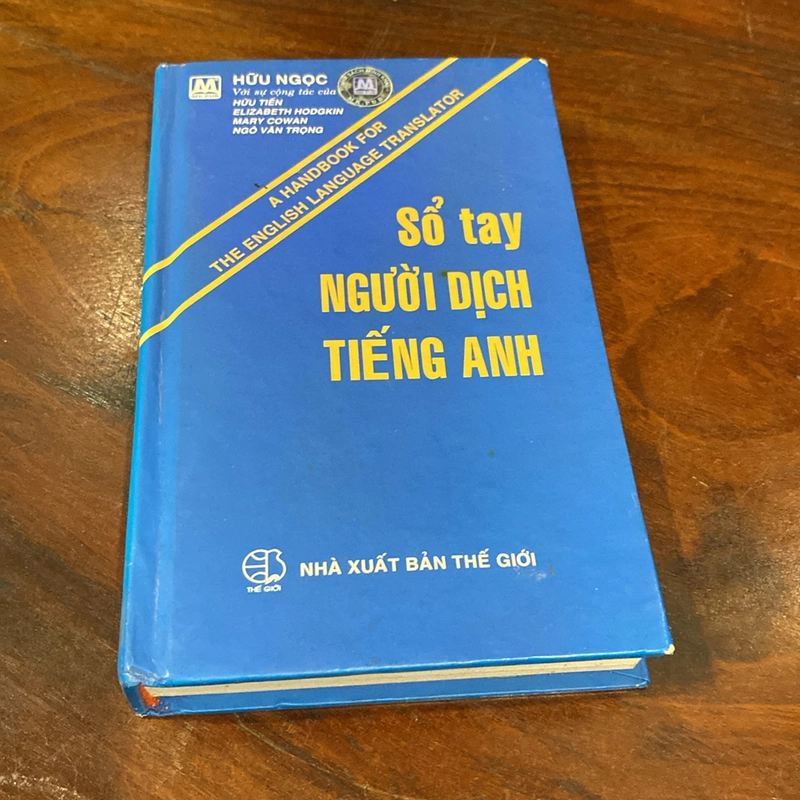 HỮU NGỌC
Với sự cộng tác của
HỮU TIẾN
ELIZABETH HODGKIN
MARY COWAN
NGÔ VĂN TRỌNG
A HANDBOOK FOR
THE ENGLISH LANGUAGE TRANSLATOR
Sổ tay
NGƯỜI DỊCH
TIẾNG ANH
THẾ GIỚI
NHÀ XUẤT BẢN THẾ GIỚI